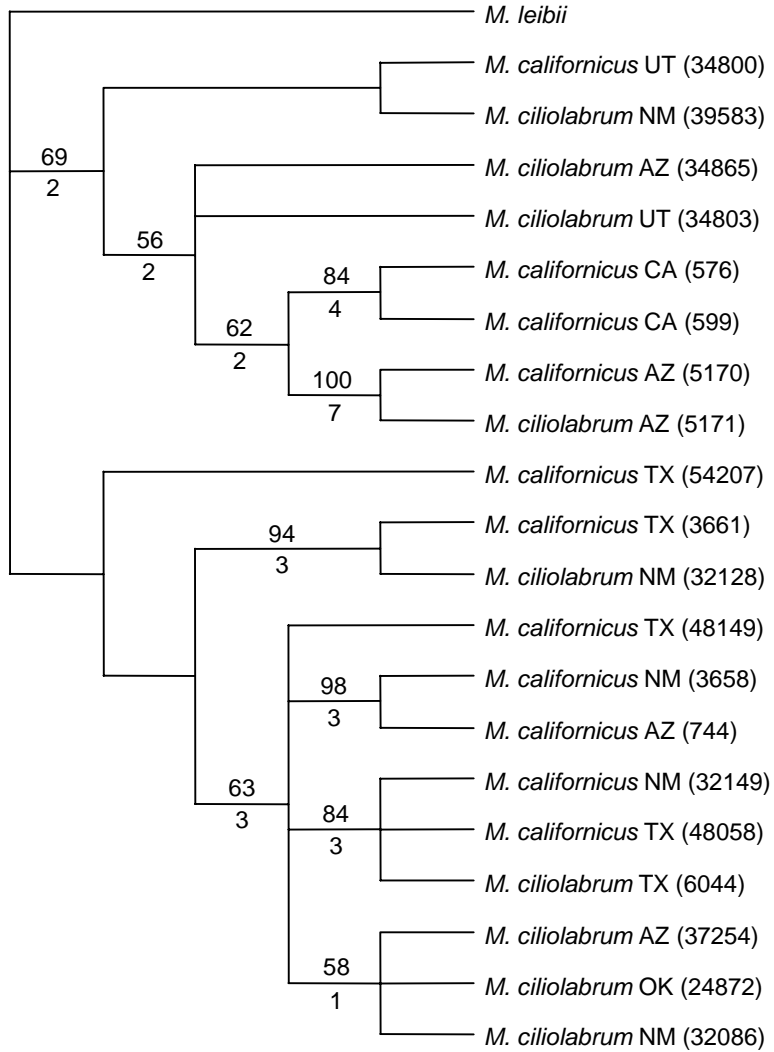 M. leibii
M. californicus UT (34800)
M. ciliolabrum NM (39583)
69
2
M. ciliolabrum AZ (34865)
M. ciliolabrum UT (34803)
56
2
M. californicus CA (576)
84
4
M. californicus CA (599)
62
2
M. californicus AZ (5170)
100
7
M. ciliolabrum AZ (5171)
M. californicus TX (54207)
M. californicus TX (3661)
94
3
M. ciliolabrum NM (32128)
M. californicus TX (48149)
M. californicus NM (3658)
98
3
M. californicus AZ (744)
M. californicus NM (32149)
63
3
84
3
M. californicus TX (48058)
M. ciliolabrum TX (6044)
M. ciliolabrum AZ (37254)
58
1
M. ciliolabrum OK (24872)
M. ciliolabrum NM (32086)